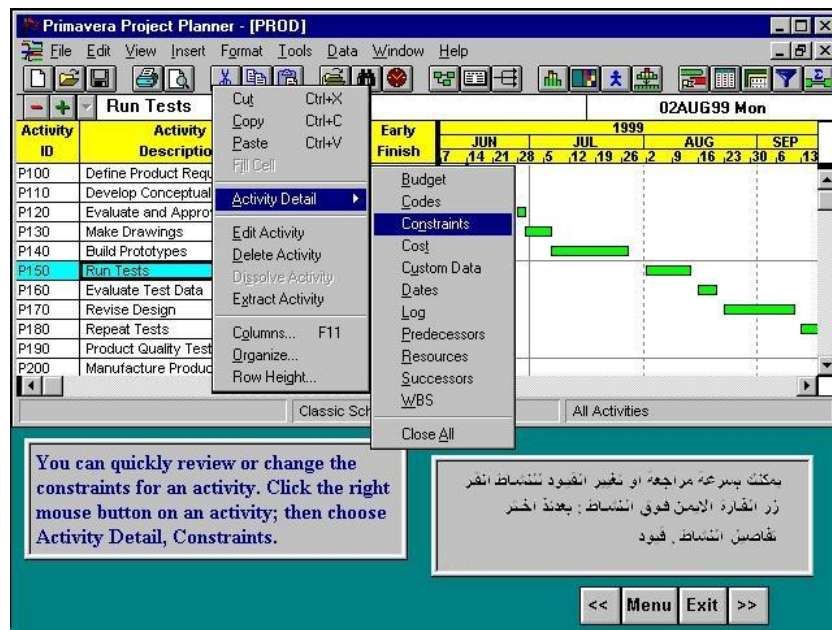 Primavera Project Planner - [PROD]
File Edit View Insert Format Tools Data Window Help
Run Tests
02AUG99 Mon
Activity ID
Activity Descriptio
Early Finish
1999
JUN JUL AUG SEP
7 14 21 28 5 12 19 26 2 9 16 23 30 6 13
P100 Define Product Requ
P110 Develop Conceptual
P120 Evaluate and Approv
P130 Make Drawings
P140 Build Prototypes
P150 Run Tests
P160 Evaluate Test Data
P170 Revise Design
P180 Repeat Tests
P190 Product Quality Test
P200 Manufacture Produc
Cut Ctrl+X
Copy Ctrl+C
Paste Ctrl+V
Fill Cell
Activity Detail
Edit Activity
Delete Activity
Dissolve Activity
Extract Activity
Columns... F11
Organize...
Row Height...
Budget
Codes
Constraints
Cost
Custom Data
Dates
Log
Predecessors
Resources
Successors
WBS
Close All
Classic Sch
All Activities
You can quickly review or change the
constraints for an activity. Click the right
mouse button on an activity; then choose
Activity Detail, Constraints.
يمكنك بسرعة مراجعة او تغيير القيود للنشاط انقر
زر الفارة الايمن فوق النشاط ; بعدئذ اختر
تفاصيل النشاط , قيود
<< Menu Exit >>